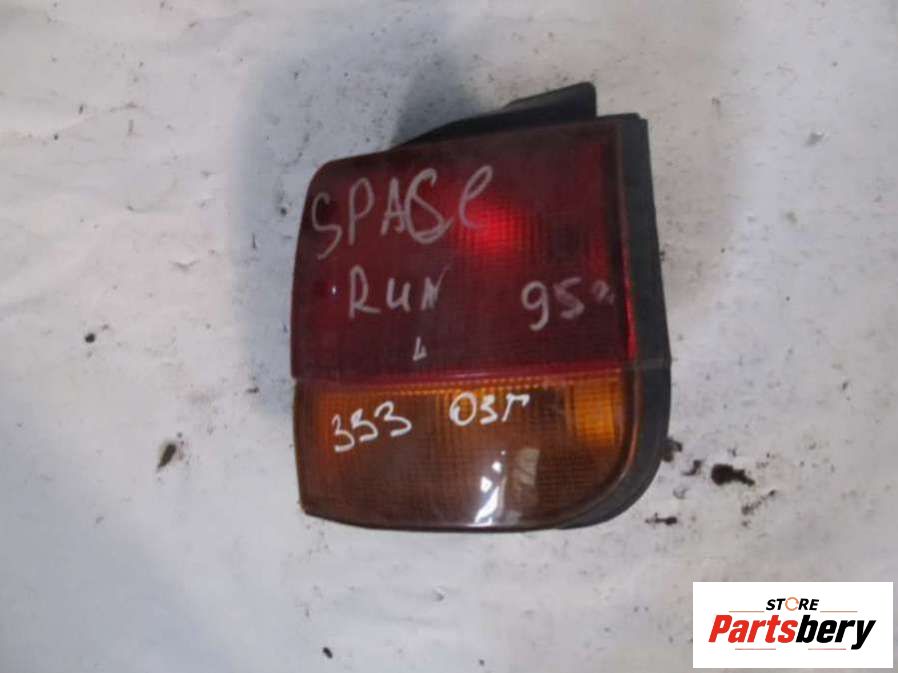 SPACE
RUN 95г
L
353 03г
STORE
Partsbery